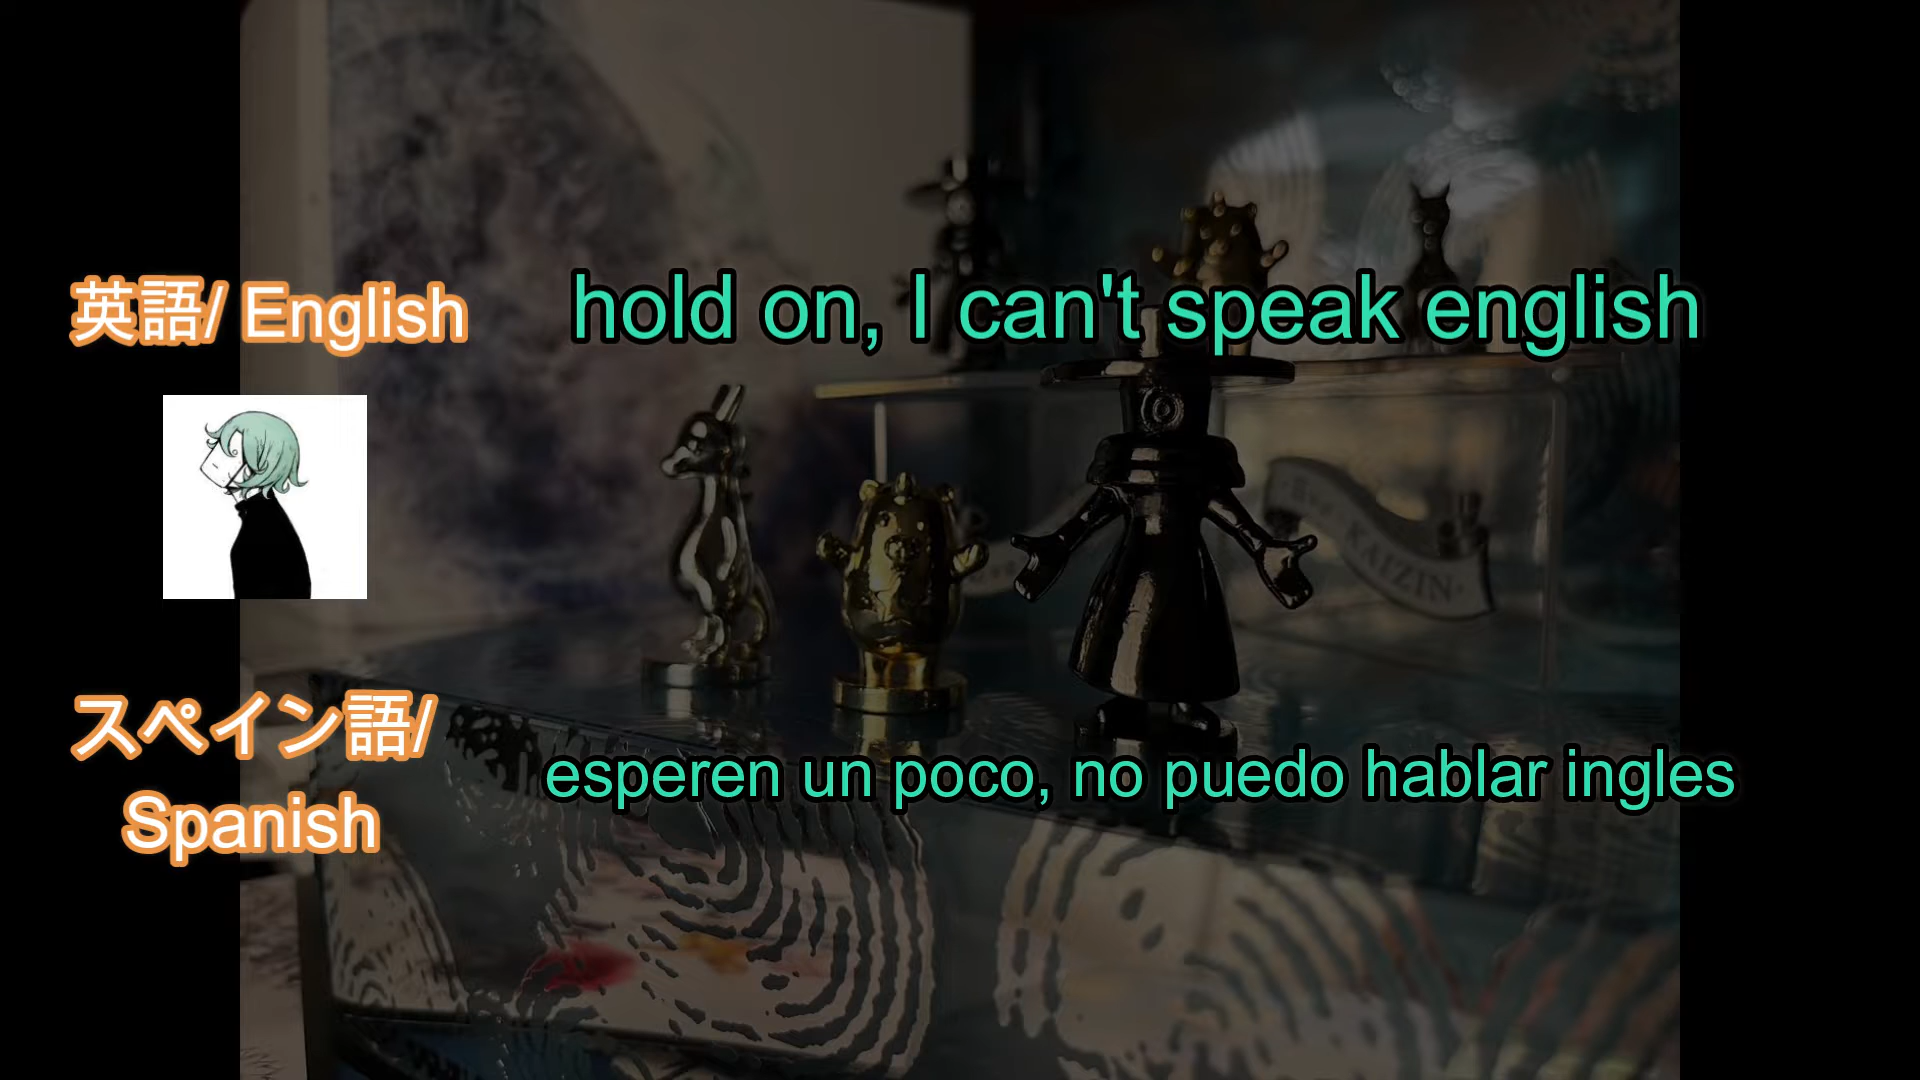 英語/ English
hold on, I can't speak english
KAIZIN
スペイン語/
Spanish
esperen un poco, no puedo hablar ingles